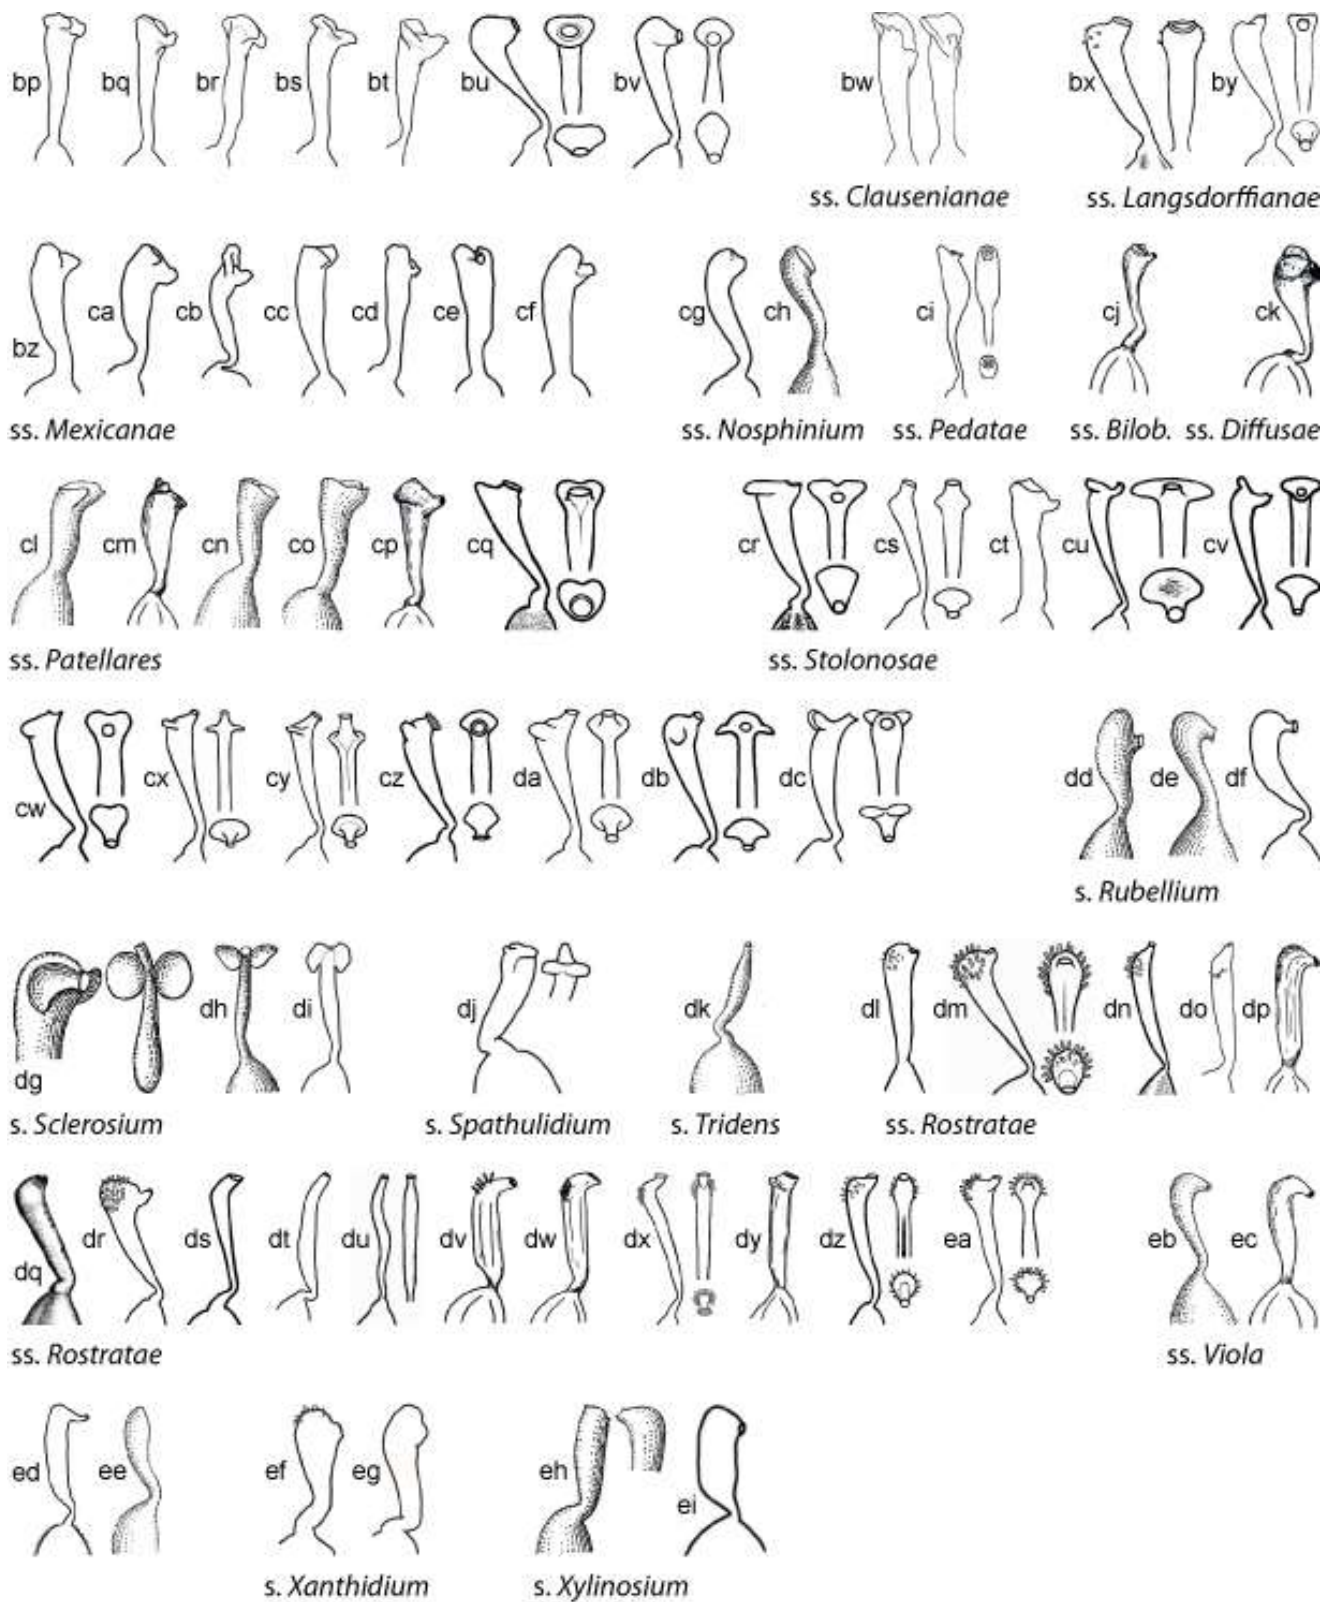 bp bq br bs bt bu bv bw bx by
ss. Clausenianae ss. Langsdorffianae
bz ca cb cc cd ce cf cg ch ci cj ck
ss. Mexicanae ss. Nosphinium ss. Pedatae ss. Bilob. ss. Diffusae
cl cm cn co cp cq cr cs ct cu cv
ss. Patellares ss. Stolonosae
cw cx cy cz da db dc dd de df
s. Rubellium
dg dh di dj dk dl dm dn do dp
s. Sclerosium s. Spathulidium s. Tridens ss. Rostratae
dq dr ds dt du dv dw dx dy dz ea eb ec
ss. Rostratae ss. Viola
ed ee ef eg eh ei
s. Xanthidium s. Xylinosium